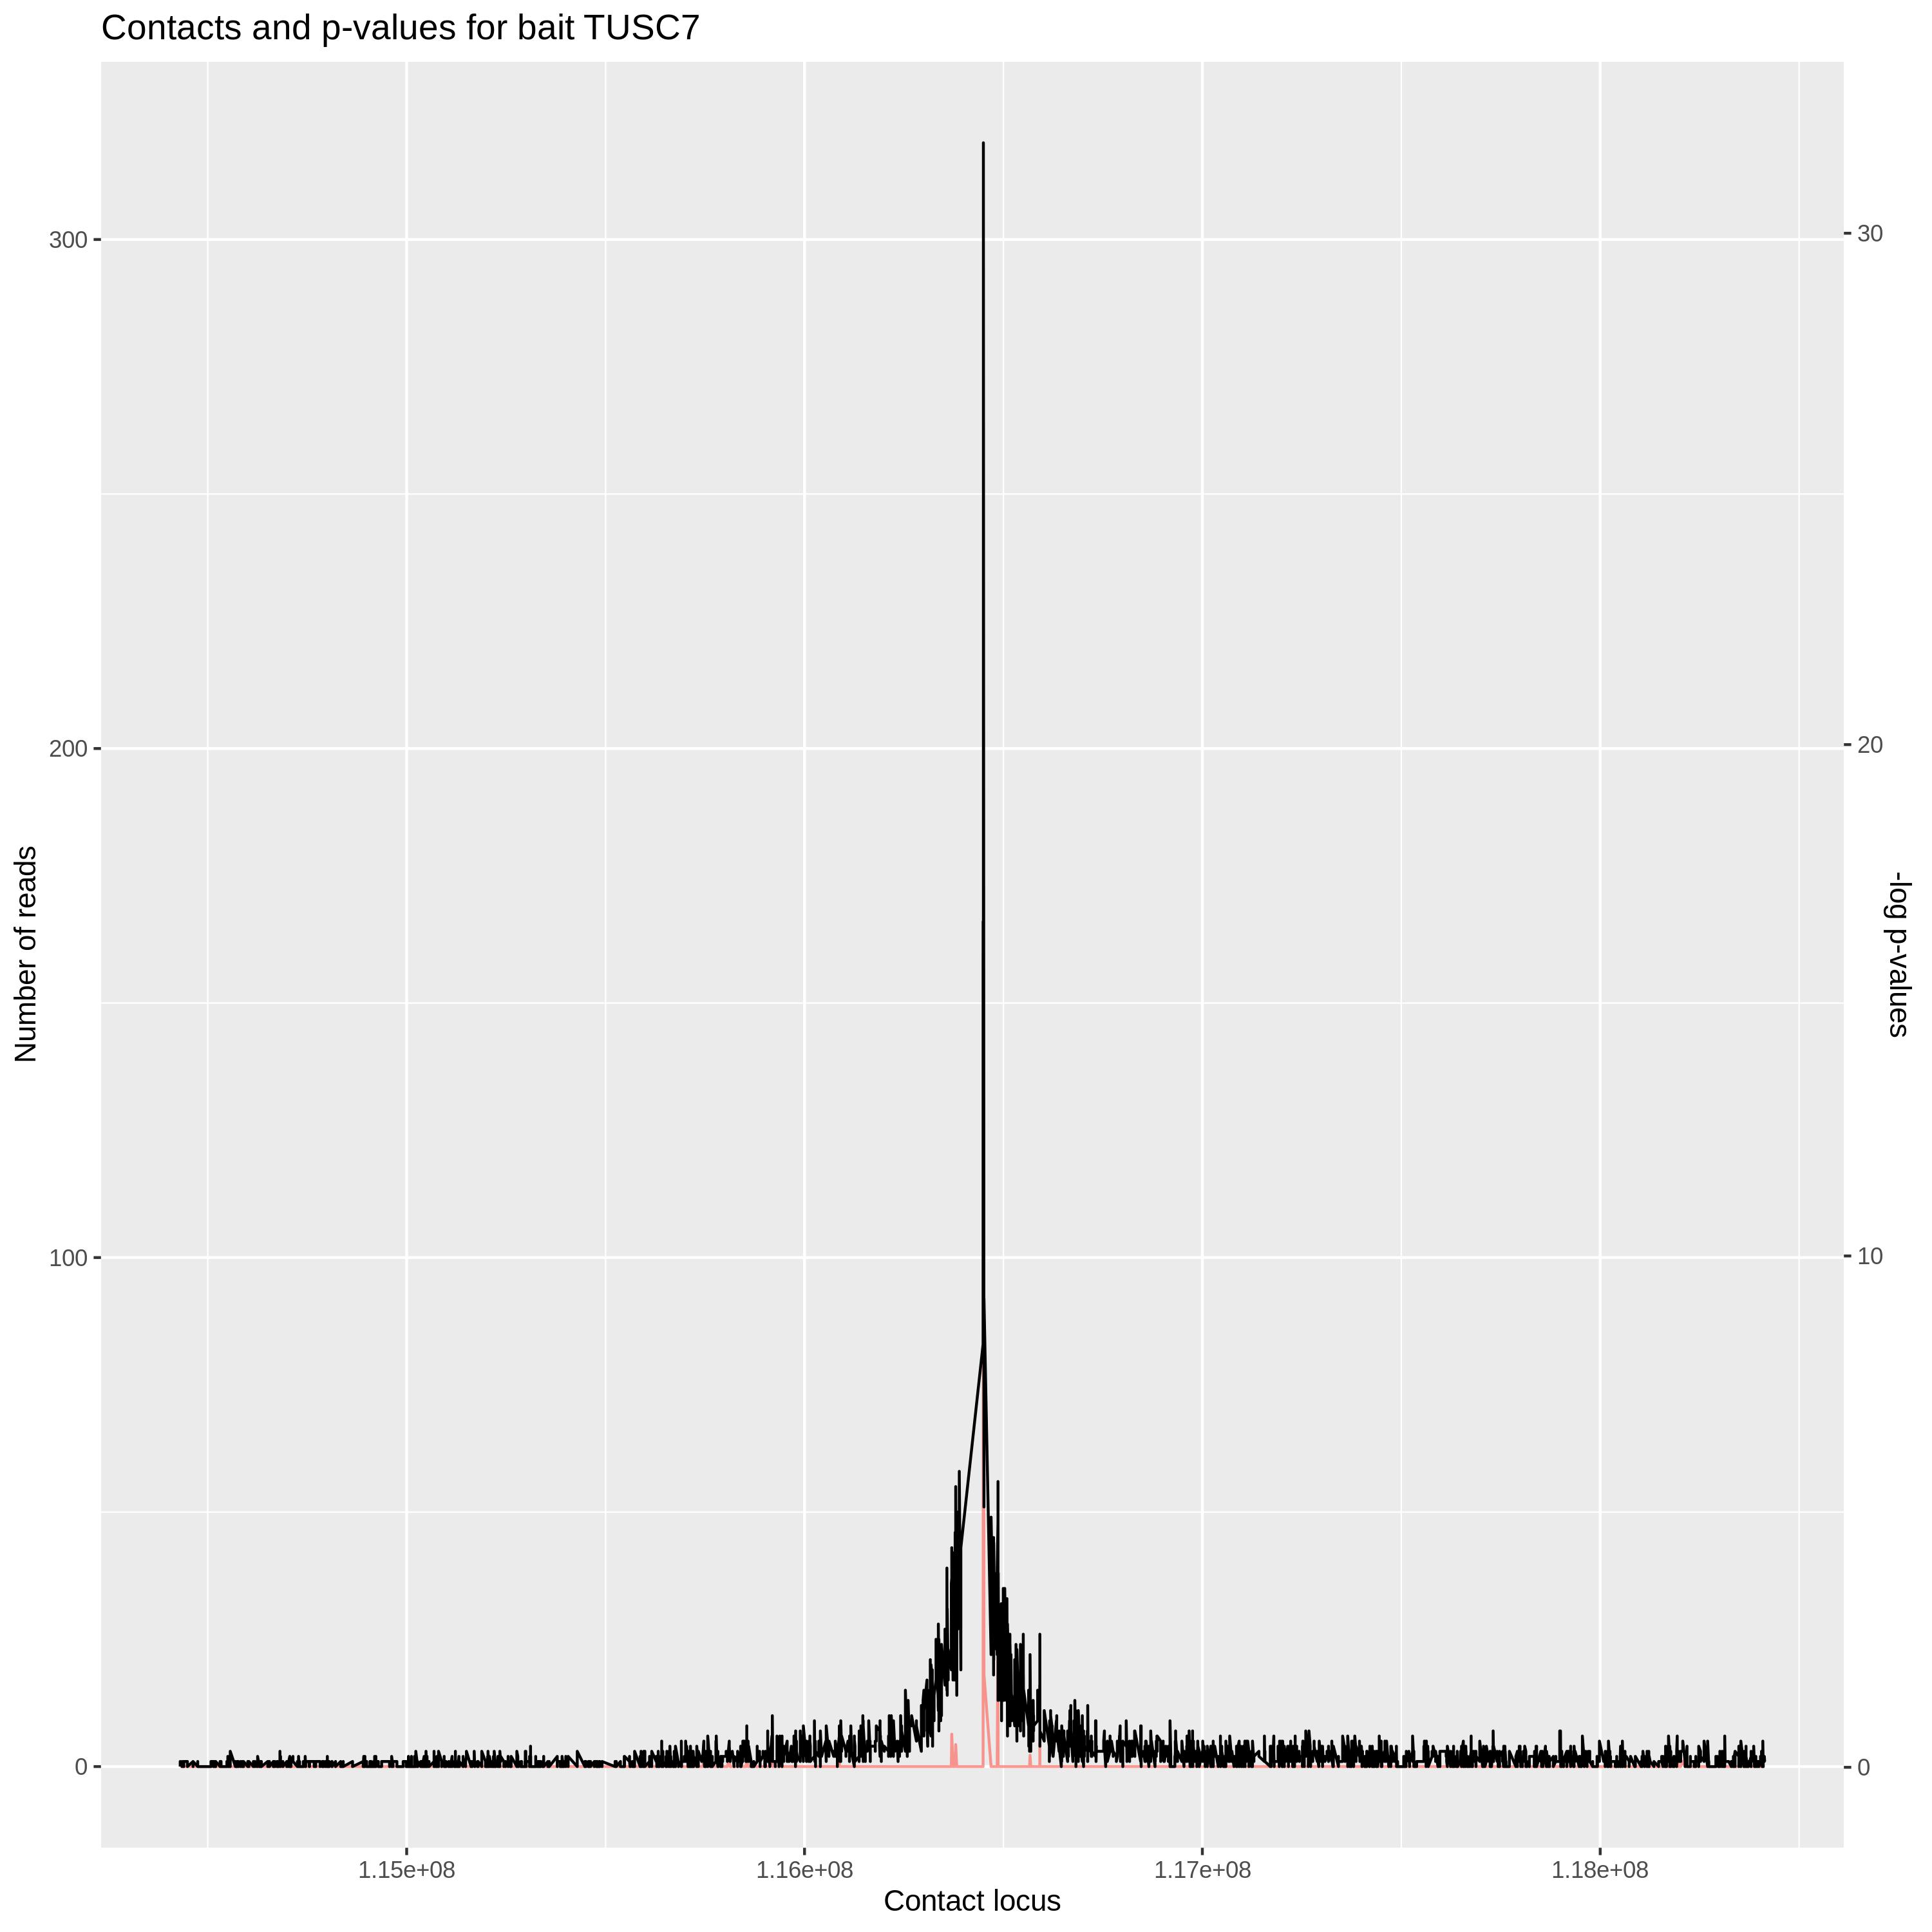 Contacts and p-values for bait TUSC7
300
200
100
0
Number of reads
30
20
10
0
-log p-values
1.15e+08
1.16e+08
1.17e+08
1.18e+08
Contact locus